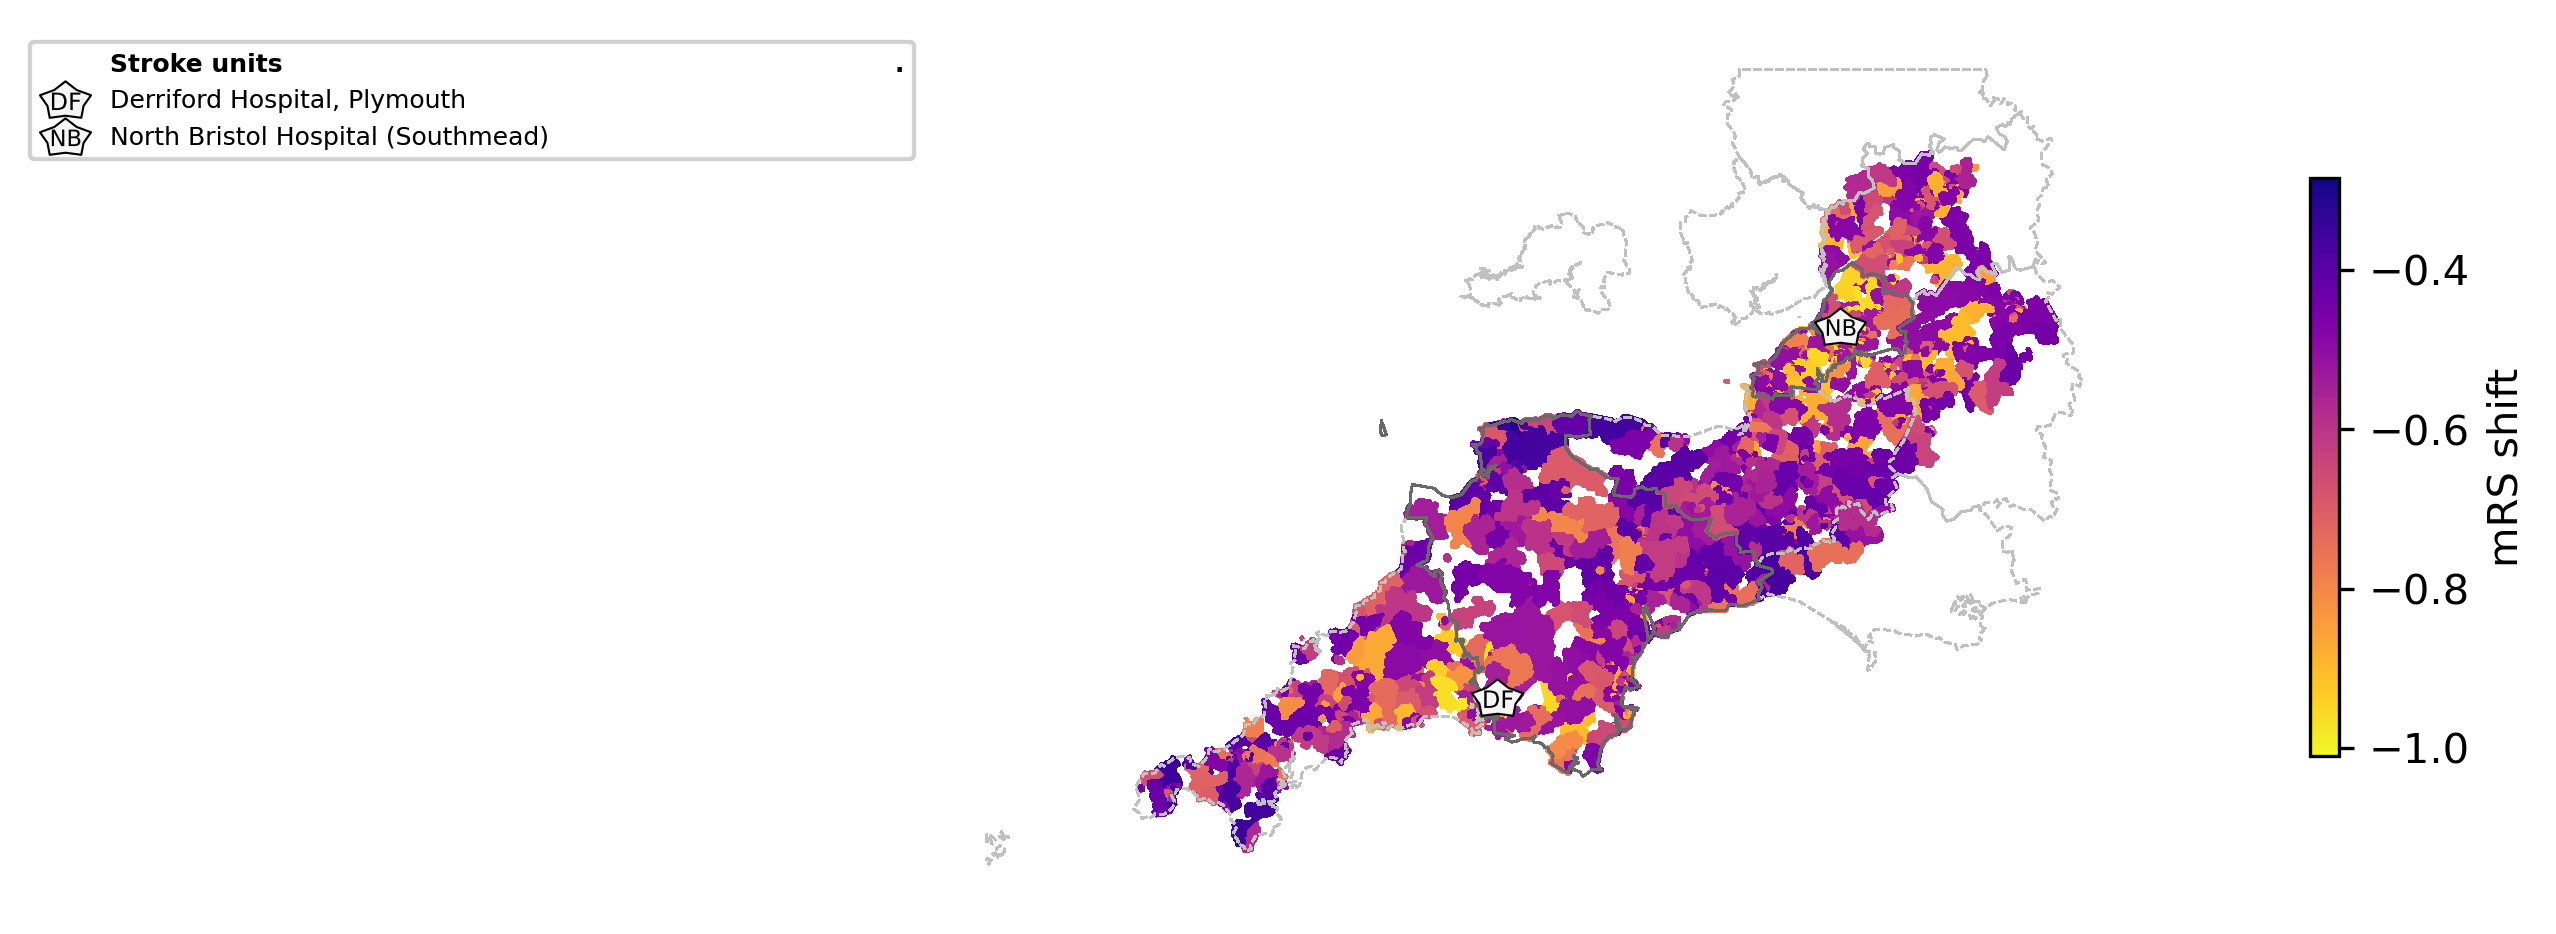 Stroke units .
DF Derriford Hospital, Plymouth
NB North Bristol Hospital (Southmead)
NB
DF
−0.4
−0.6
−0.8
−1.0
mRS shift